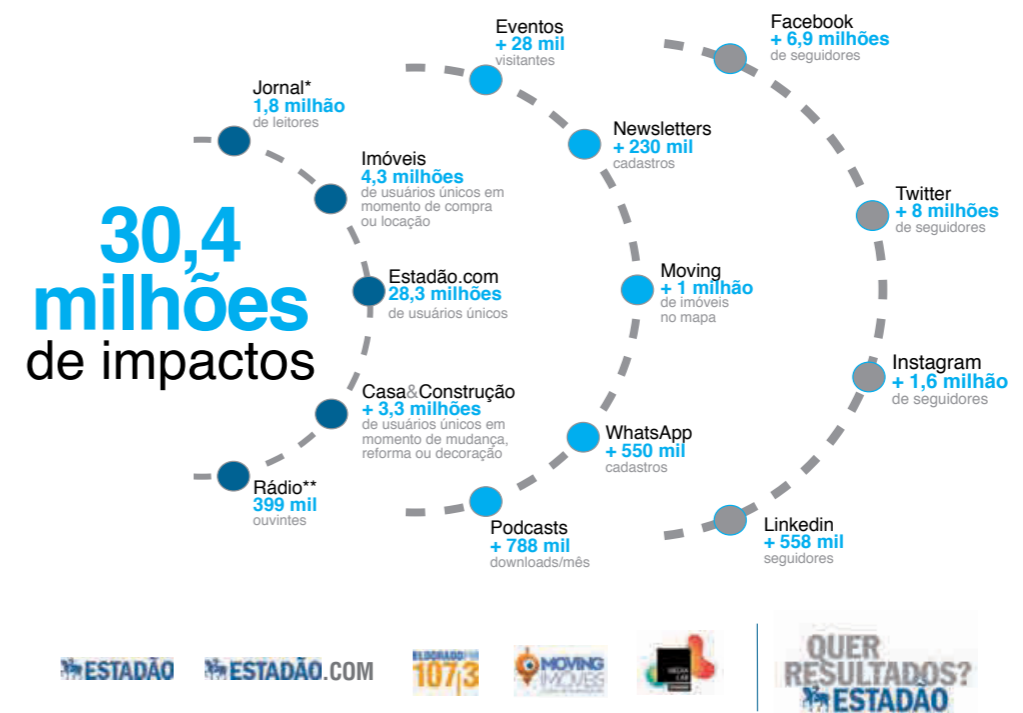 30,4
milhões
de impactos
Jornal*
1,8 milhão
de leitores
Imóveis
4,3 milhões
de usuários únicos em
momento de compra
ou locação
Estadão.com
28,3 milhões
de usuários únicos
Casa&Construção
+ 3,3 milhões
de usuários únicos em
momento de mudança,
reforma ou decoração
Rádio**
399 mil
ouvintes
Eventos
+ 28 mil
visitantes
Newsletters
+ 230 mil
cadastros
Moving
+ 1 milhão
de imóveis
no mapa
WhatsApp
+ 550 mil
cadastros
Podcasts
+ 788 mil
downloads/mês
Facebook
+ 6,9 milhões
de seguidores
Twitter
+ 8 milhões
de seguidores
Instagram
+ 1,6 milhão
de seguidores
Linkedin
+ 558 mil
seguidores
ESTADÃO
ESTADÃO.COM
ELDORADO FM
107,3
MOVING
IMÓVEIS
MEDIA
LAB
QUER
RESULTADOS?
ESTADÃO